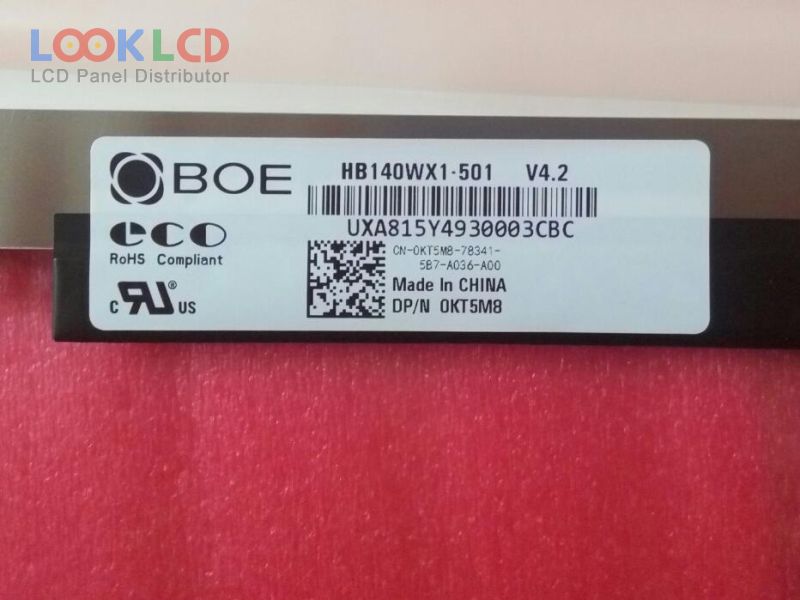 LOOKLCD
LCD Panel Distributor
BOE
HB140WX1-501 V4.2
UXA815Y4930003CBC
eco
RoHS Compliant
CN-0KT5M8-78341-
5B7-A036-A00
Made In CHINA
DP/N 0KT5M8
c RU® US